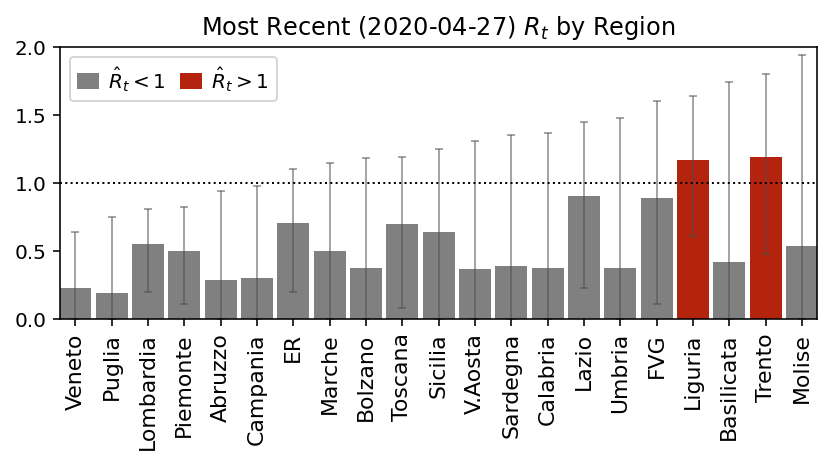 Most Recent (2020-04-27) R_t by Region
2.0
1.5
1.0
0.5
0.0
R̂_t < 1 R̂_t > 1
Veneto
Puglia
Lombardia
Piemonte
Abruzzo
Campania
ER
Marche
Bolzano
Toscana
Sicilia
V.Aosta
Sardegna
Calabria
Lazio
Umbria
FVG
Liguria
Basilicata
Trento
Molise